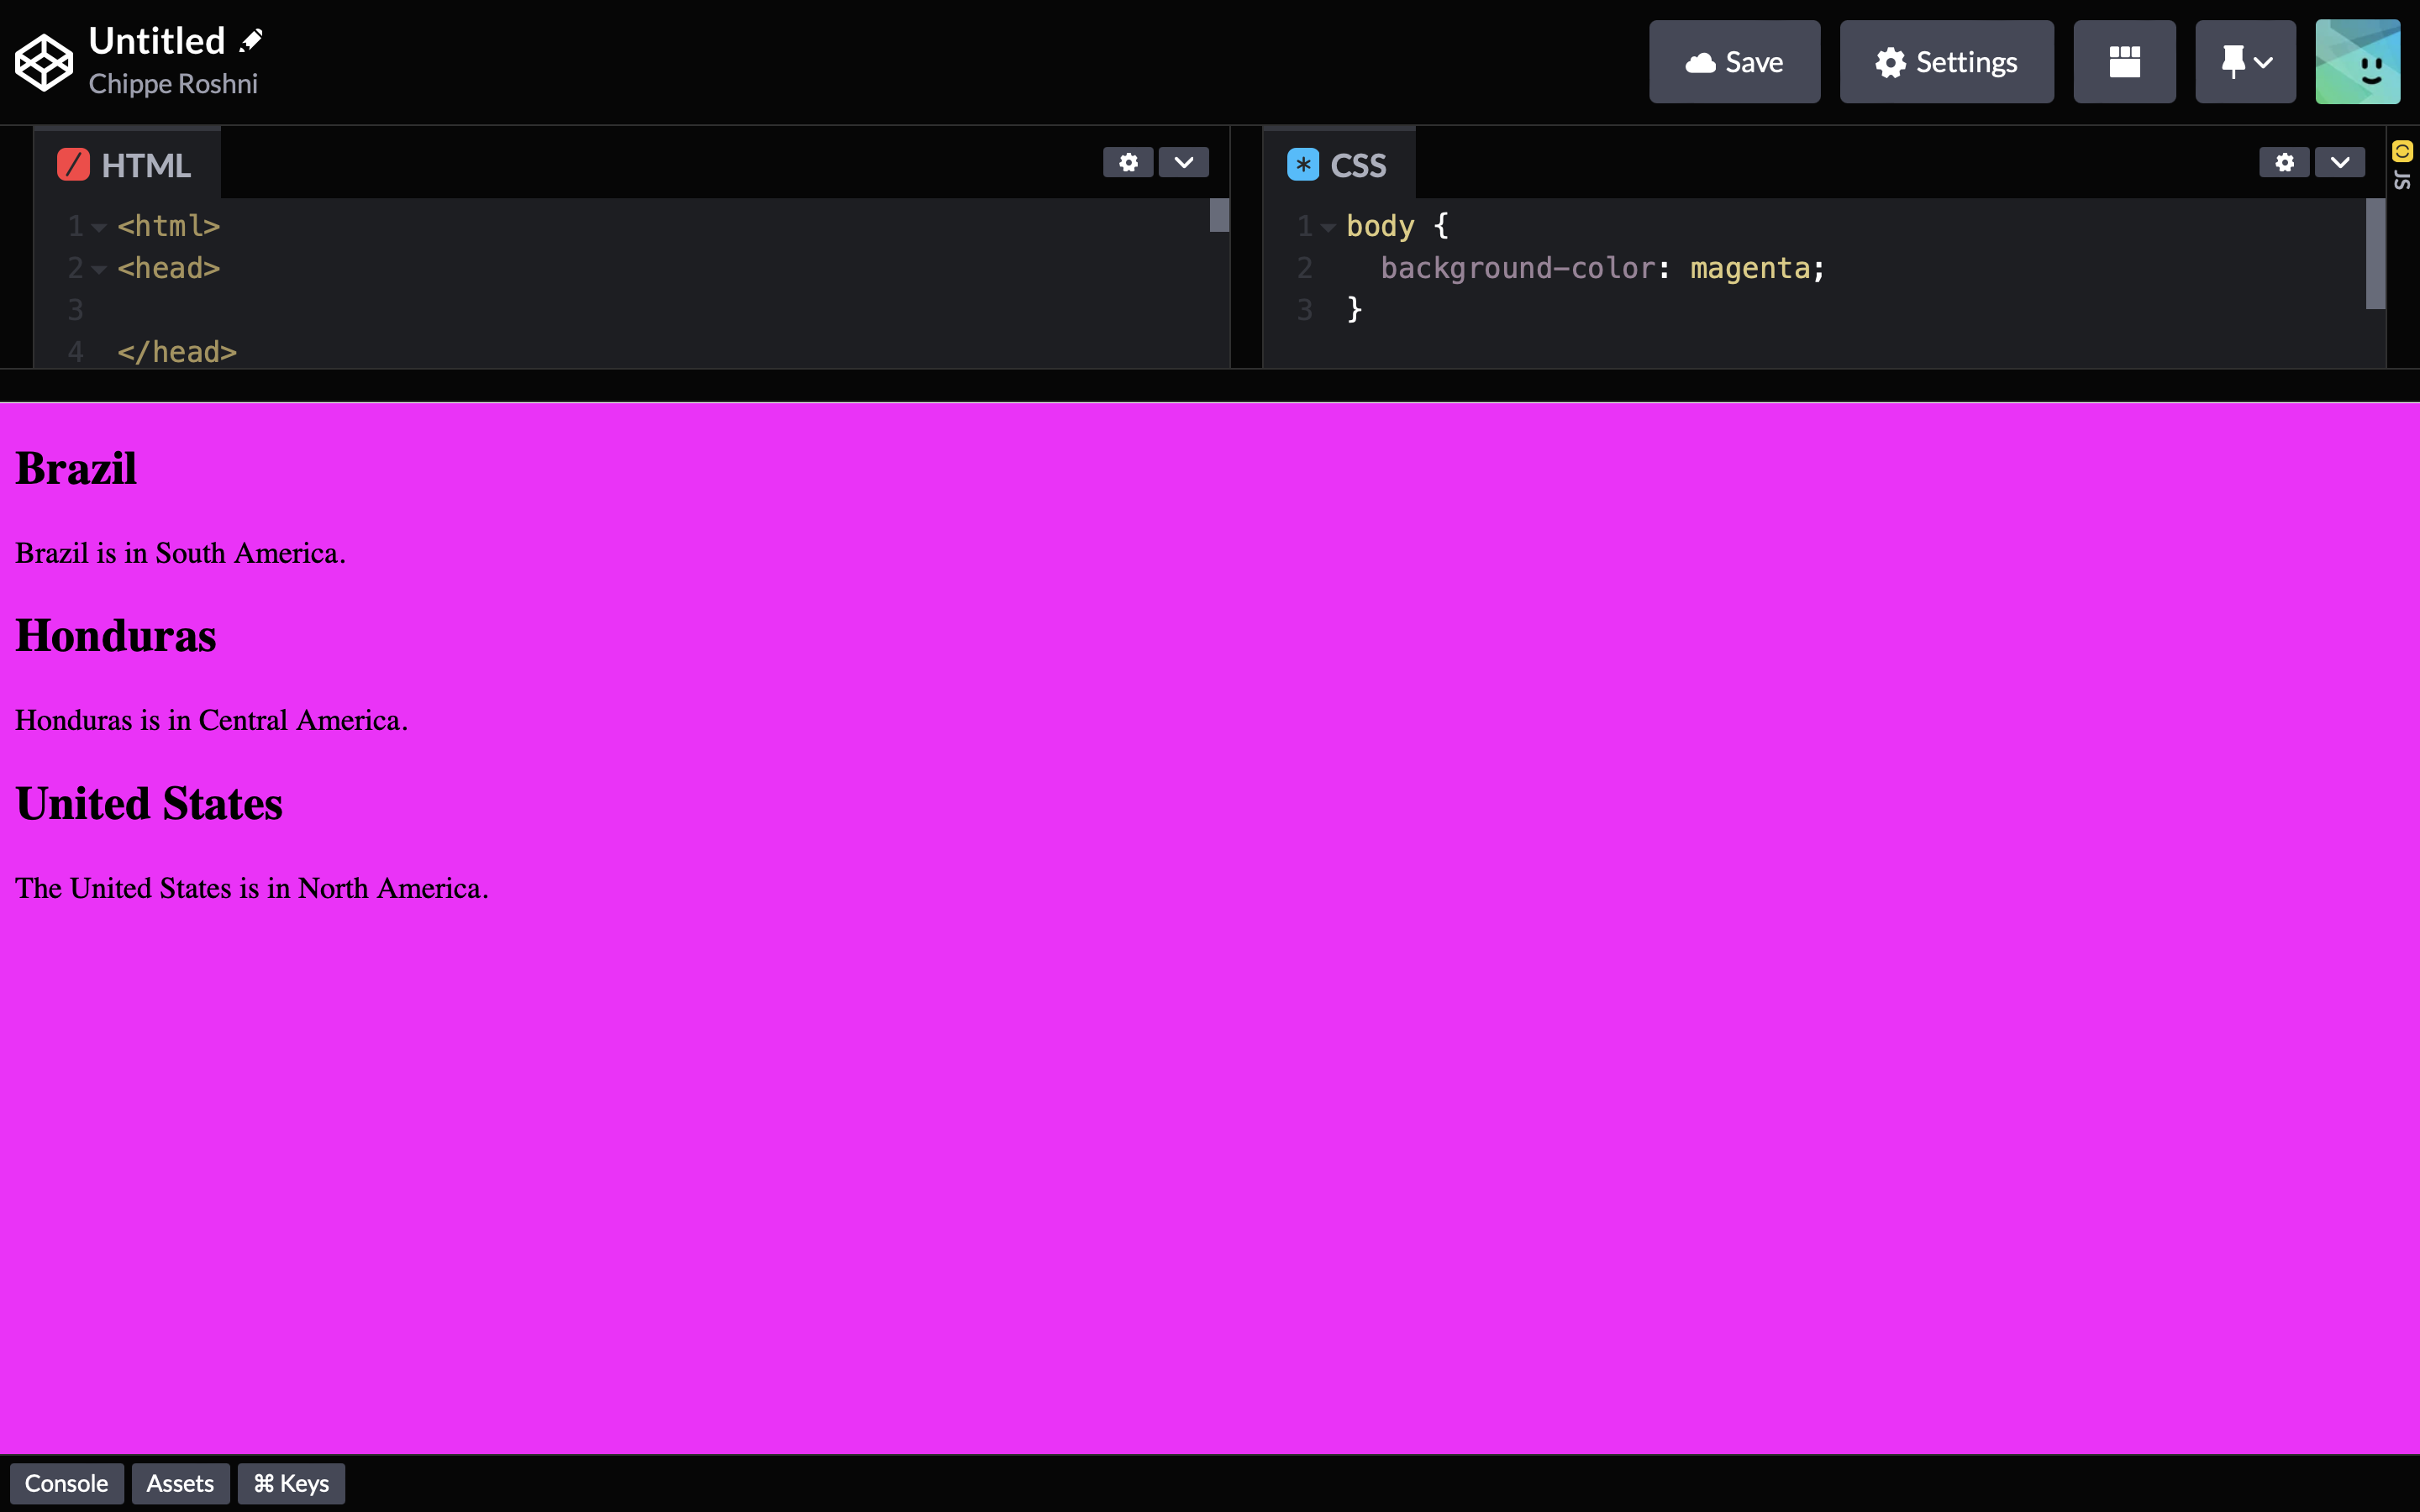 Untitled
Chippe Roshni
Save
Settings
HTML
1 <html>
2 <head>
3
4 </head>
CSS
1 body {
2 background-color: magenta;
3 }
JS
Brazil
Brazil is in South America.
Honduras
Honduras is in Central America.
United States
The United States is in North America.
Console
Assets
⌘ Keys